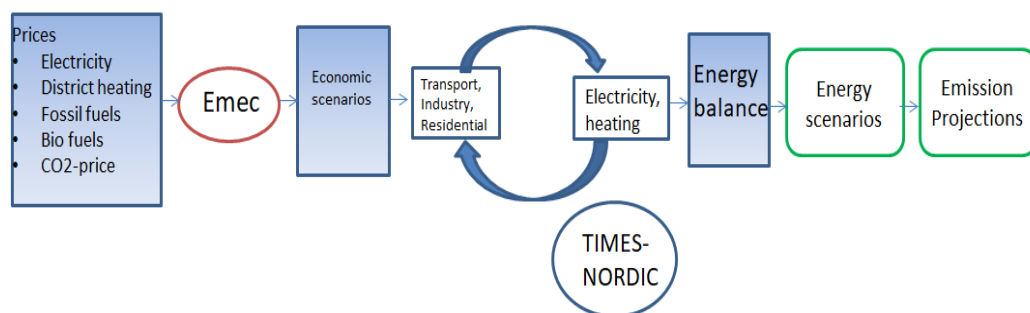 Prices
• Electricity
• District heating
• Fossil fuels
• Bio fuels
• CO2-price
Emec
Economic
scenarios
Transport,
Industry,
Residential
Electricity,
heating
Energy
balance
Energy
scenarios
Emission
Projections
TIMES-
NORDIC